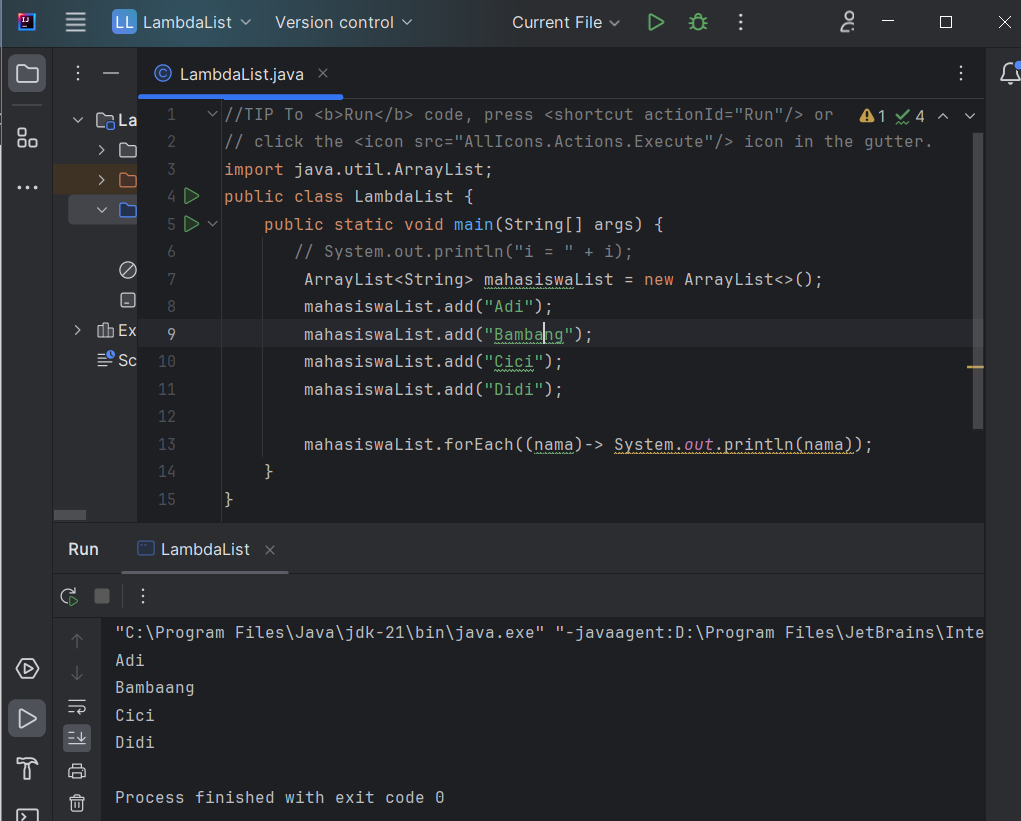 LL LambdaList Version control Current File
LambdaList.java
La
Ex
Sc
1 //TIP To <b>Run</b> code, press <shortcut actionId="Run"/> or 1 4
2 // click the <icon src="AllIcons.Actions.Execute"/> icon in the gutter.
3 import java.util.ArrayList;
4 public class LambdaList {
5 public static void main(String[] args) {
6 // System.out.println("i = " + i);
7 ArrayList<String> mahasiswaList = new ArrayList<>();
8 mahasiswaList.add("Adi");
9 mahasiswaList.add("Bambang");
10 mahasiswaList.add("Cici");
11 mahasiswaList.add("Didi");
12
13 mahasiswaList.forEach((nama)-> System.out.println(nama));
14 }
15 }
Run LambdaList
"C:\Program Files\Java\jdk-21\bin\java.exe" "-javaagent:D:\Program Files\JetBrains\Inte
Adi
Bambaang
Cici
Didi
Process finished with exit code 0